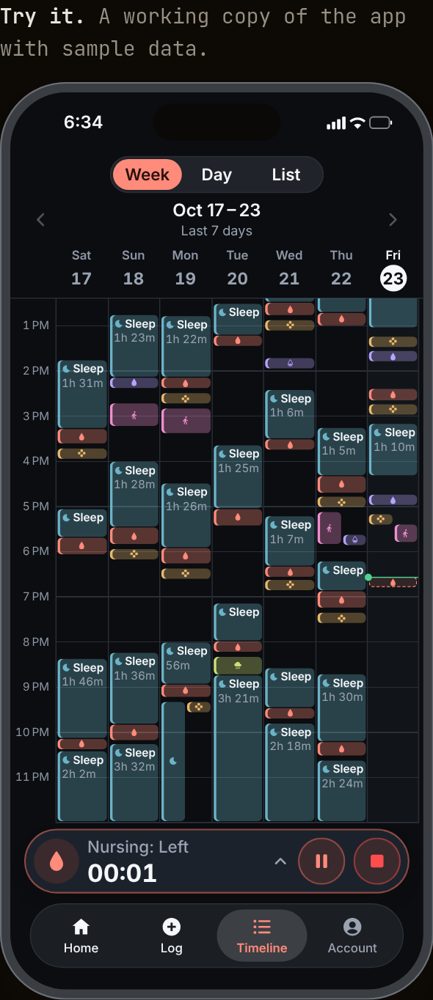 Try it. A working copy of the app
with sample data.
6:34
Week Day List
Oct 17 – 23
Last 7 days
Sat Sun Mon Tue Wed Thu Fri
17 18 19 20 21 22 23
Sleep
1 PM Sleep Sleep
1h 23m 1h 22m
2 PM Sleep
1h 31m
Sleep
3 PM 1h 6m
Sleep Sleep
1h 5m 1h 10m
4 PM Sleep
1h 25m
Sleep
1h 28m
Sleep
1h 26m
5 PM Sleep
Sleep
1h 7m
6 PM
Sleep
7 PM
Sleep
8 PM Sleep
56m
Sleep Sleep Sleep
1h 46m 1h 36m
9 PM Sleep Sleep
3h 21m 1h 30m
10 PM Sleep
2h 18m
Sleep Sleep
2h 2m 3h 32m
Sleep
2h 24m
11 PM
Nursing: Left
00:01
Home Log Timeline Account